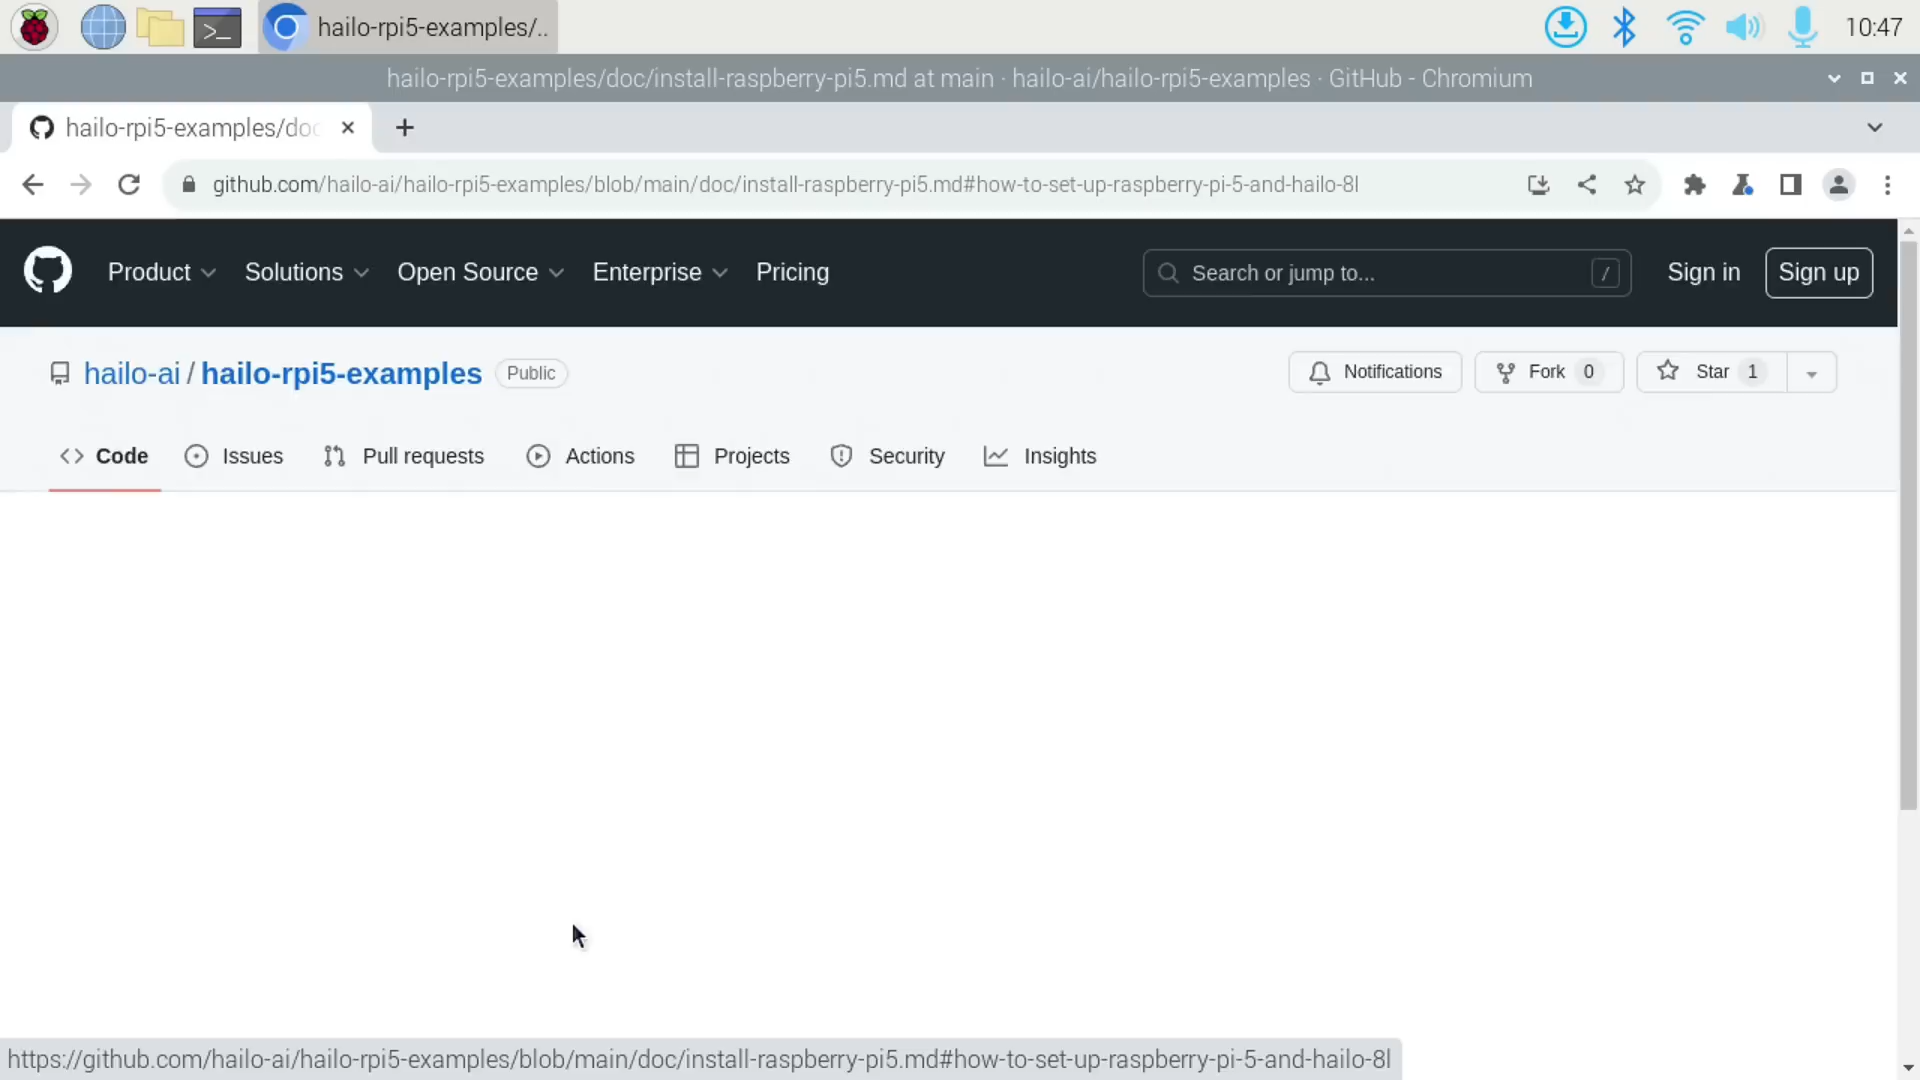 hailo-rpi5-examples/..
10:47
hailo-rpi5-examples/doc/install-raspberry-pi5.md at main · hailo-ai/hailo-rpi5-examples · GitHub - Chromium
hailo-rpi5-examples/doc
github.com/hailo-ai/hailo-rpi5-examples/blob/main/doc/install-raspberry-pi5.md#how-to-set-up-raspberry-pi-5-and-hailo-8l
Product Solutions Open Source Enterprise Pricing Search or jump to... / Sign in Sign up
hailo-ai / hailo-rpi5-examples Public Notifications Fork 0 Star 1
Code Issues Pull requests Actions Projects Security Insights
https://github.com/hailo-ai/hailo-rpi5-examples/blob/main/doc/install-raspberry-pi5.md#how-to-set-up-raspberry-pi-5-and-hailo-8l